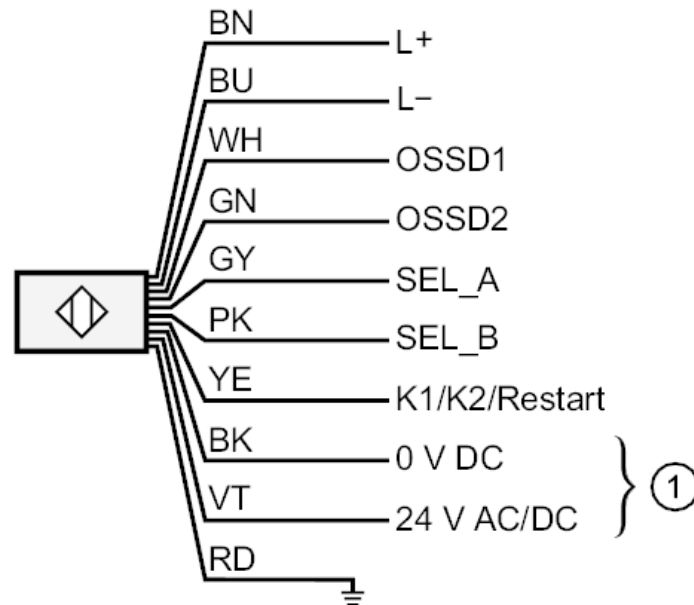 BN L+
BU L−
WH OSSD1
GN OSSD2
GY SEL_A
PK SEL_B
YE K1/K2/Restart
BK 0 V DC
VT 24 V AC/DC
1
RD